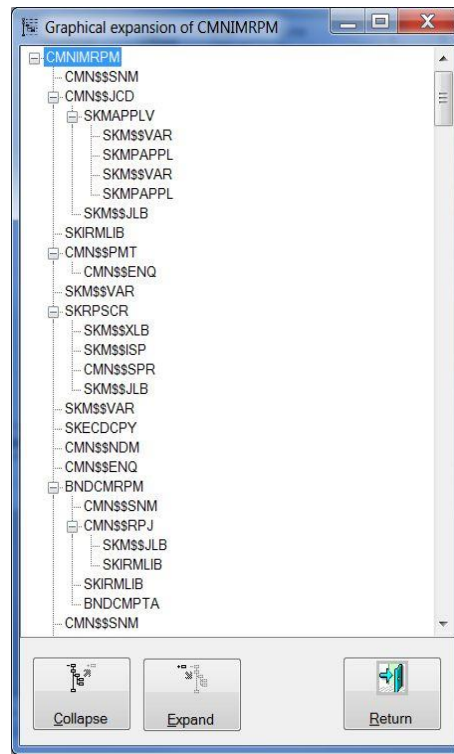 Graphical expansion of CMNIMRPM
CMNIMRPM
CMN$$SNM
CMN$$JCD
SKMAPPLV
SKM$$VAR
SKMPAPPL
SKM$$VAR
SKMPAPPL
SKM$$JLB
SKIRMLIB
CMN$$PMT
CMN$$ENQ
SKM$$VAR
SKRPSCR
SKM$$XLB
SKM$$ISP
CMN$$SPR
SKM$$JLB
SKM$$VAR
SKECDCPY
CMN$$NDM
CMN$$ENQ
BNDCMRPM
CMN$$SNM
CMN$$RPJ
SKM$$JLB
SKIRMLIB
SKIRMLIB
BNDCMPTA
CMN$$SNM
Collapse Expand Return